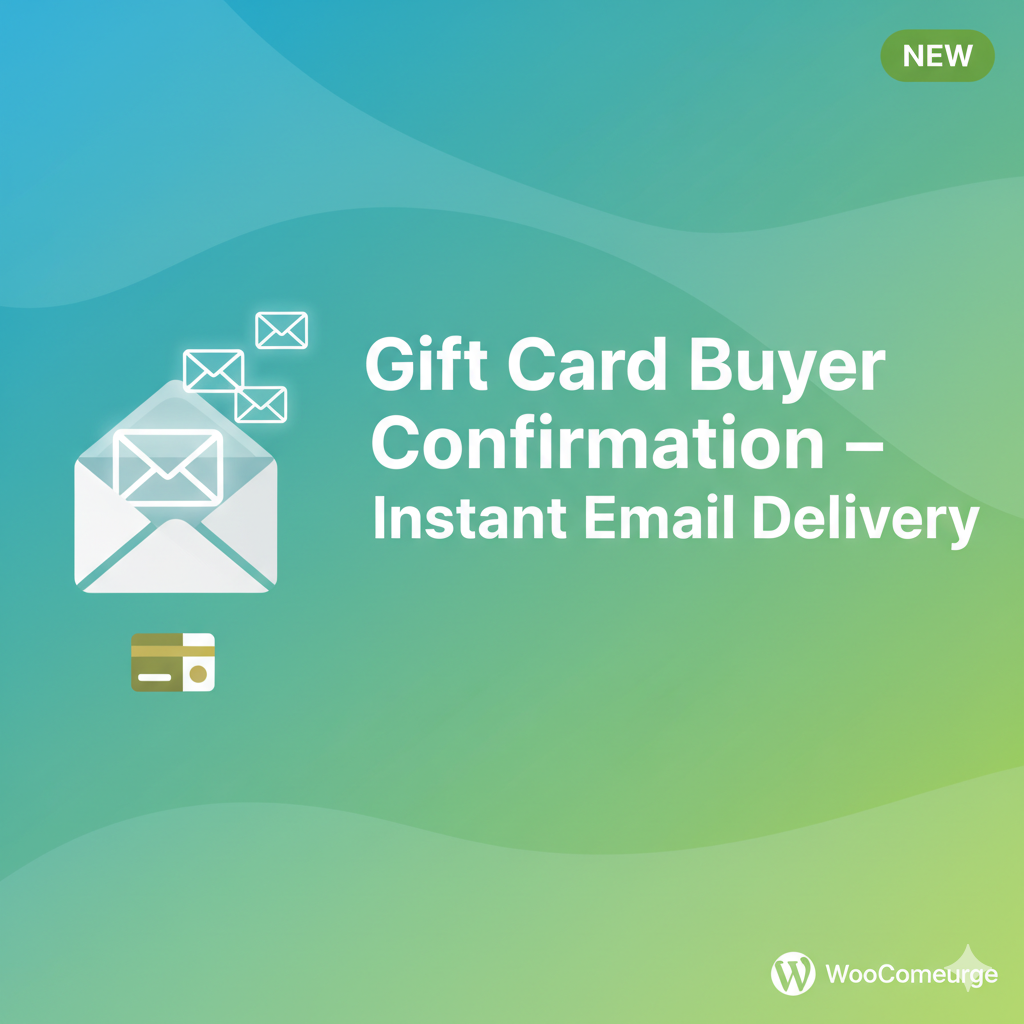 NEW
Gift Card Buyer
Confirmation –
Instant Email Delivery
WooComeurge